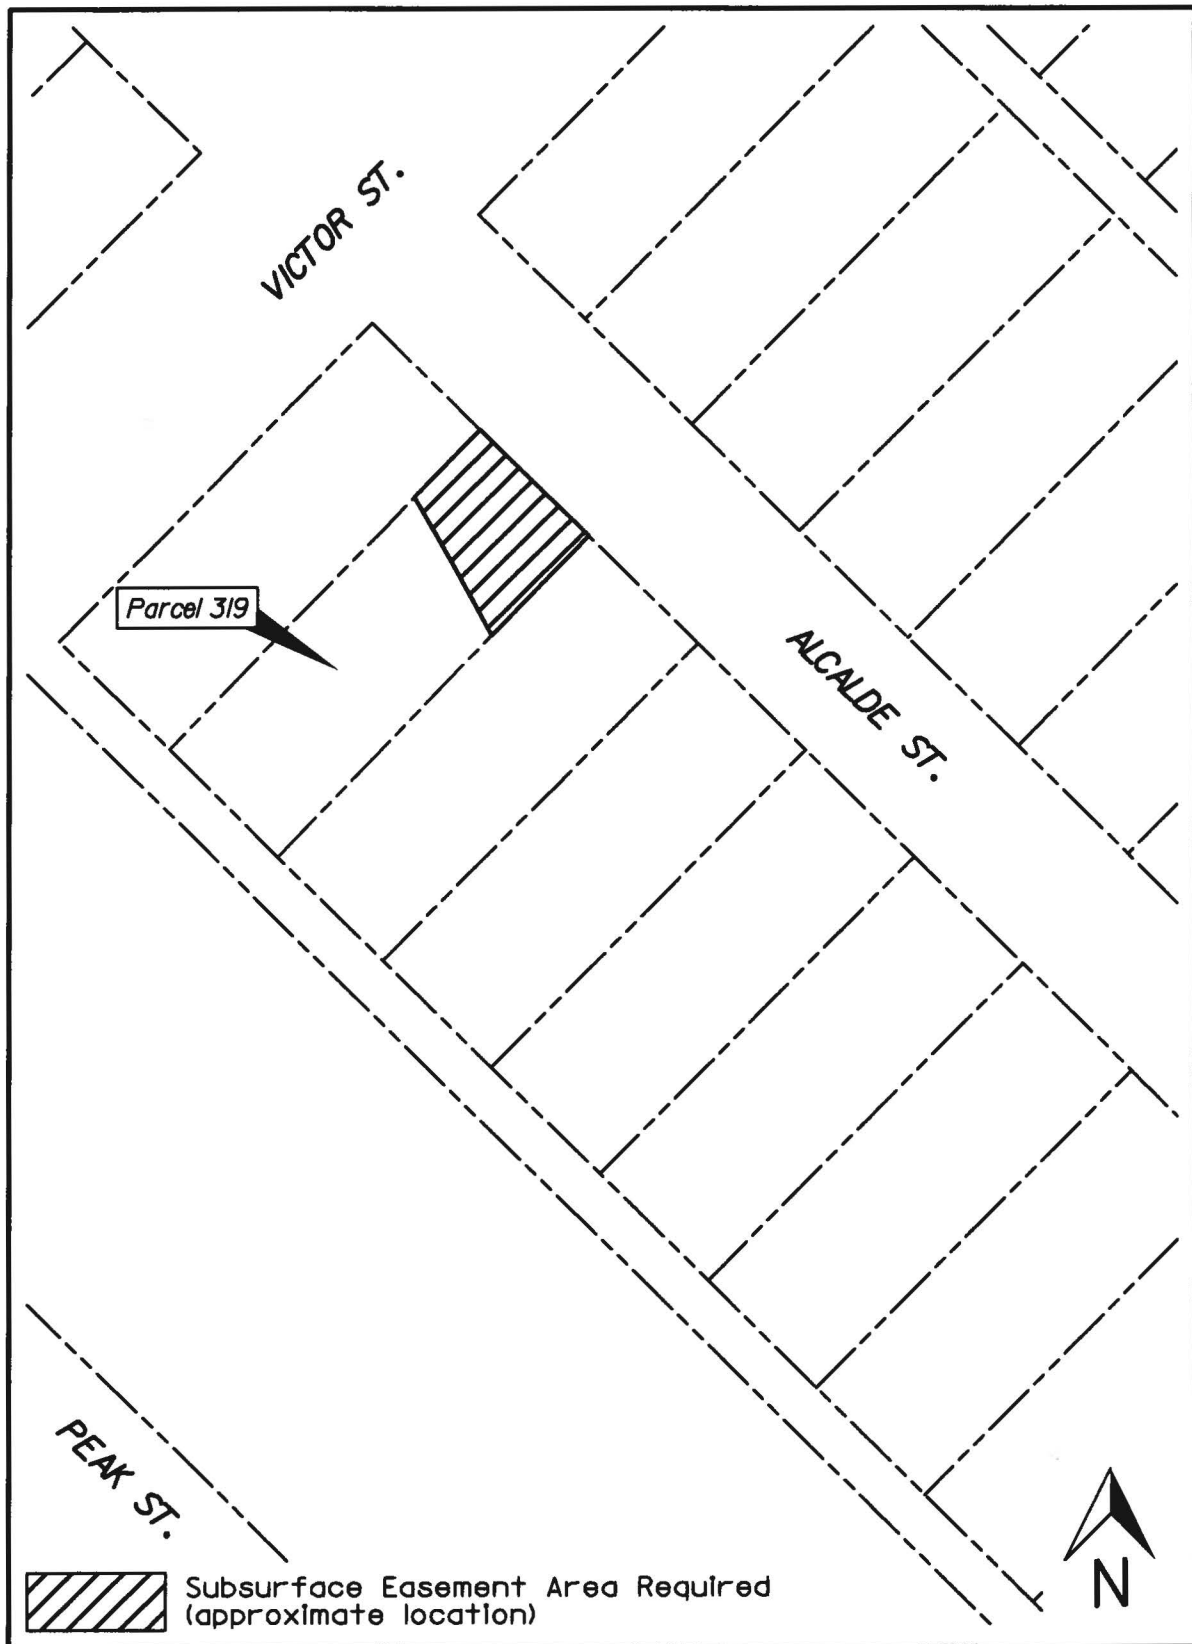 VICTOR ST.
Parcel 319
ALCALDE ST.
PEAK ST.
Subsurface Easement Area Required
(approximate location)
N